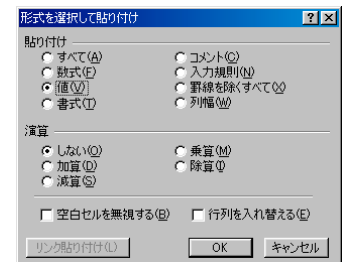 形式を選択して貼り付け
貼り付け
すべて(A)
コメント(C)
数式(F)
入力規則(N)
値(V)
罫線を除くすべて(X)
書式(T)
列幅(W)
演算
しない(O)
乗算(M)
加算(D)
除算(I)
減算(S)
空白セルを無視する(B)
行列を入れ替える(E)
リンク貼り付け(L)
OK
キャンセル